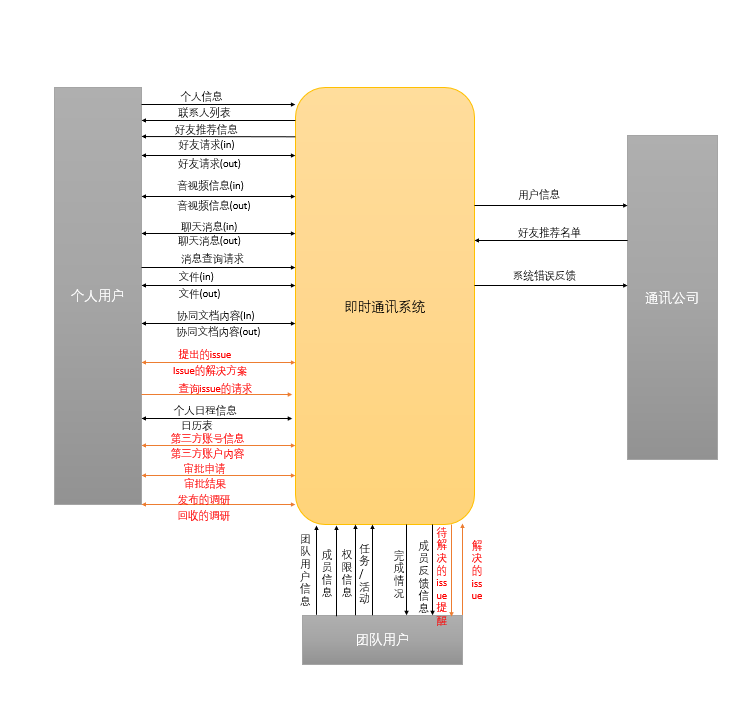 个人信息
联系人列表
好友推荐信息
好友请求(in)
好友请求(out)
音视频信息(in)
音视频信息(out)
聊天消息(in)
聊天消息(out)
消息查询请求
文件(in)
文件(out)
协同文档内容(In)
协同文档内容(out)
提出的issue
Issue的解决方案
查询issue的请求
个人日程信息
日历表
第三方账号信息
第三方账户内容
审批申请
审批结果
发布的调研
回收的调研
个人用户
即时通讯系统
用户信息
好友推荐名单
系统错误反馈
通讯公司
团队用户信息
成员信息
权限信息
任务/活动
完成情况
成员反馈信息
待解决的issue提醒
解决的issue
团队用户